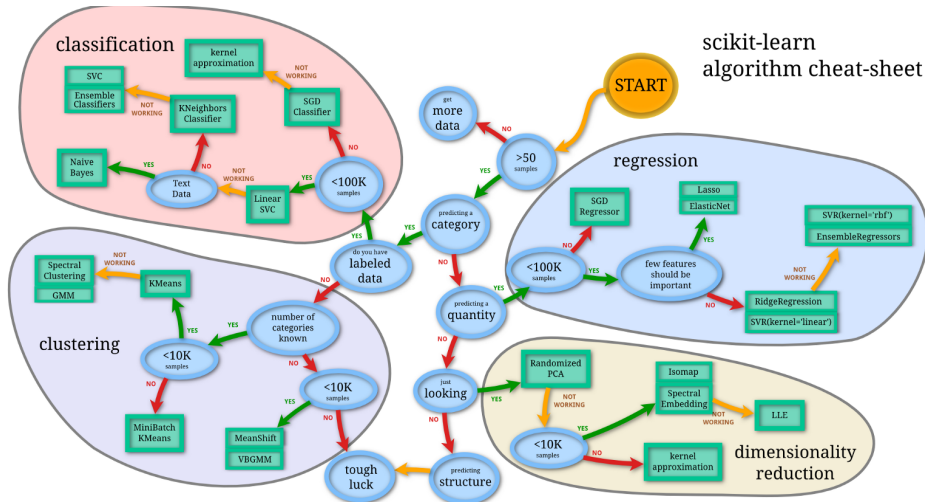 classification
scikit-learn
algorithm cheat-sheet
kernel
approximation
NOT
WORKING
SVC
Ensemble
Classifiers
NOT
WORKING
KNeighbors
Classifier
SGD
Classifier
START
get
more
data
NO
>50
samples
YES
NO
YES
NO
Naive
Bayes
YES
Text
Data
NOT
WORKING
Linear
SVC
YES
<100K
samples
predicting a
category
YES
YES
do you have
labeled
data
NO
NO
regression
SGD
Regressor
Lasso
ElasticNet
SVR(kernel='rbf')
EnsembleRegressors
NO
YES
<100K
samples
YES
few features
should be
important
NOT
WORKING
NO
RidgeRegression
SVR(kernel='linear')
predicting a
quantity
YES
NO
Spectral
Clustering
GMM
NOT
WORKING
KMeans
number of
categories
known
YES
YES
clustering
<10K
samples
NO
NO
<10K
samples
MiniBatch
KMeans
YES
NO
MeanShift
VBGMM
just
looking
YES
NO
tough
luck
predicting
structure
Randomized
PCA
NOT
WORKING
Isomap
Spectral
Embedding
YES
NOT
WORKING
LLE
<10K
samples
NO
kernel
approximation
dimensionality
reduction